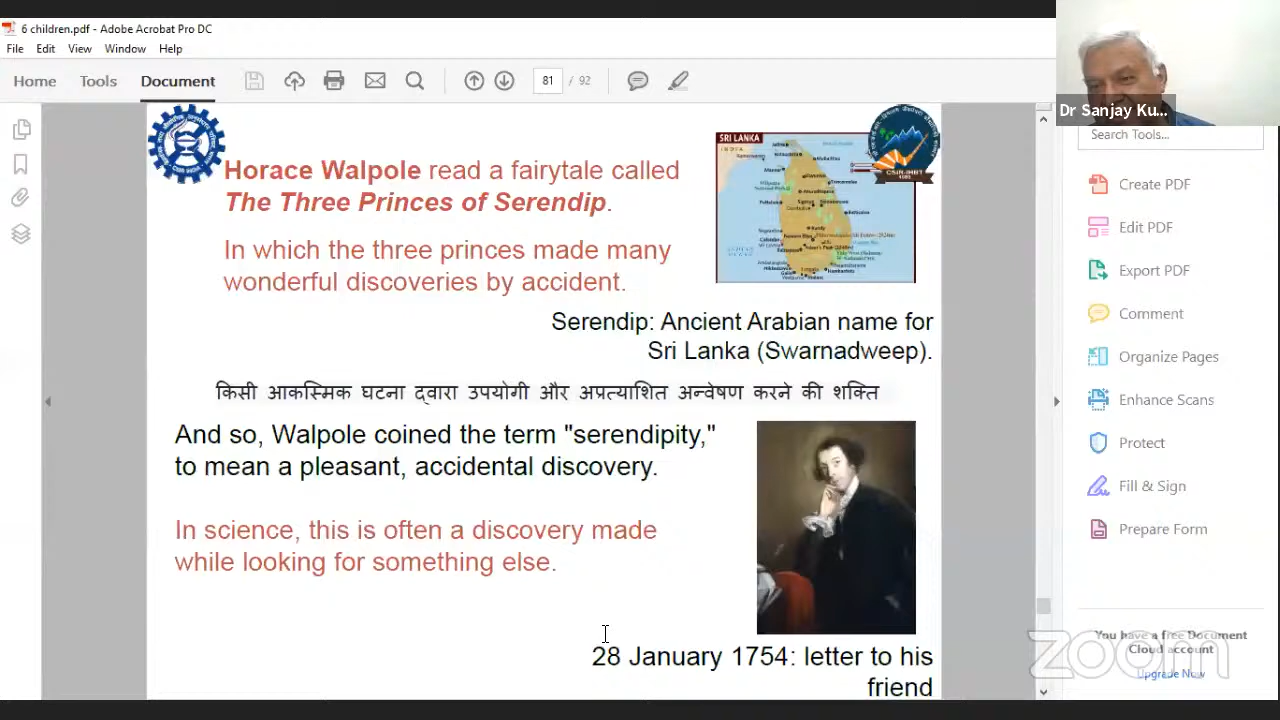 6 children.pdf - Adobe Acrobat Pro DC
File Edit View Window Help
Home Tools Document 81 / 92
Dr Sanjay Ku...
Search Tools...
Horace Walpole read a fairytale called
The Three Princes of Serendip.
In which the three princes made many
wonderful discoveries by accident.
SRI LANKA
INDIA
CSIR-IHBT
Serendip: Ancient Arabian name for
Sri Lanka (Swarnadweep).
किसी आकस्मिक घटना द्वारा उपयोगी और अप्रत्याशित अन्वेषण करने की शक्ति
And so, Walpole coined the term "serendipity,"
to mean a pleasant, accidental discovery.
In science, this is often a discovery made
while looking for something else.
28 January 1754: letter to his
friend
Create PDF
Edit PDF
Export PDF
Comment
Organize Pages
Enhance Scans
Protect
Fill & Sign
Prepare Form
You have a free Document
Cloud account
Upgrade Now
zoom